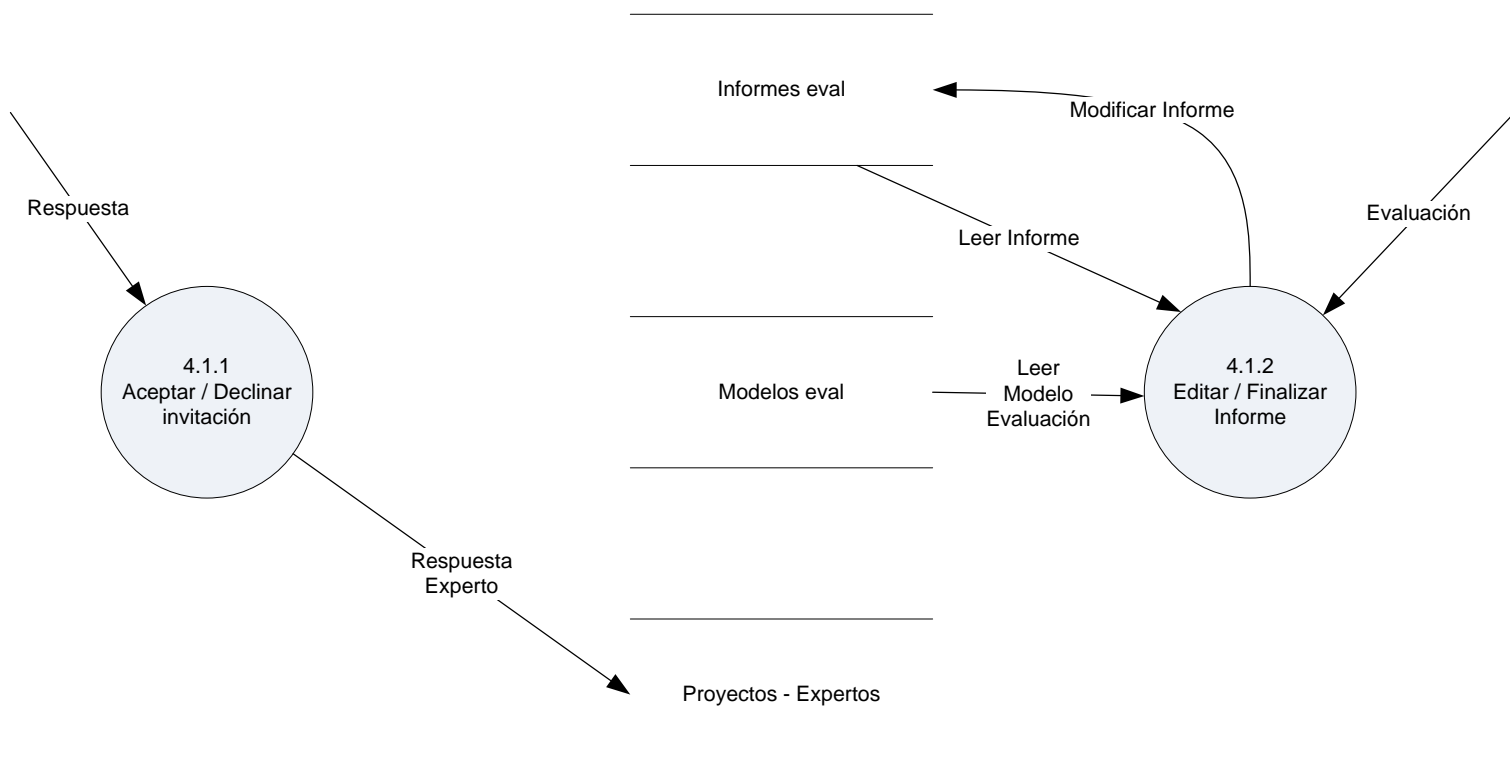 Informes eval
Modificar Informe
Respuesta
Evaluación
Leer Informe
4.1.1
Aceptar / Declinar
invitación
Modelos eval
Leer
Modelo
Evaluación
4.1.2
Editar / Finalizar
Informe
Respuesta
Experto
Proyectos - Expertos